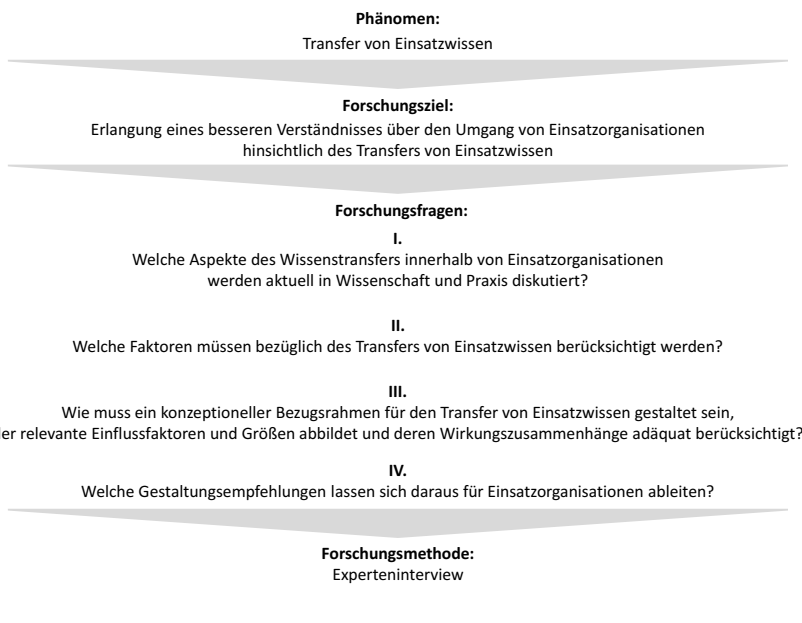 Phänomen:
Transfer von Einsatzwissen
Forschungsziel:
Erlangung eines besseren Verständnisses über den Umgang von Einsatzorganisationen
hinsichtlich des Transfers von Einsatzwissen
Forschungsfragen:
I.
Welche Aspekte des Wissenstransfers innerhalb von Einsatzorganisationen
werden aktuell in Wissenschaft und Praxis diskutiert?
II.
Welche Faktoren müssen bezüglich des Transfers von Einsatzwissen berücksichtigt werden?
III.
Wie muss ein konzeptioneller Bezugsrahmen für den Transfer von Einsatzwissen gestaltet sein,
relevante Einflussfaktoren und Größen abbildet und deren Wirkungszusammenhänge adäquat berücksichtigt?
IV.
Welche Gestaltungsempfehlungen lassen sich daraus für Einsatzorganisationen ableiten?
Forschungsmethode:
Experteninterview